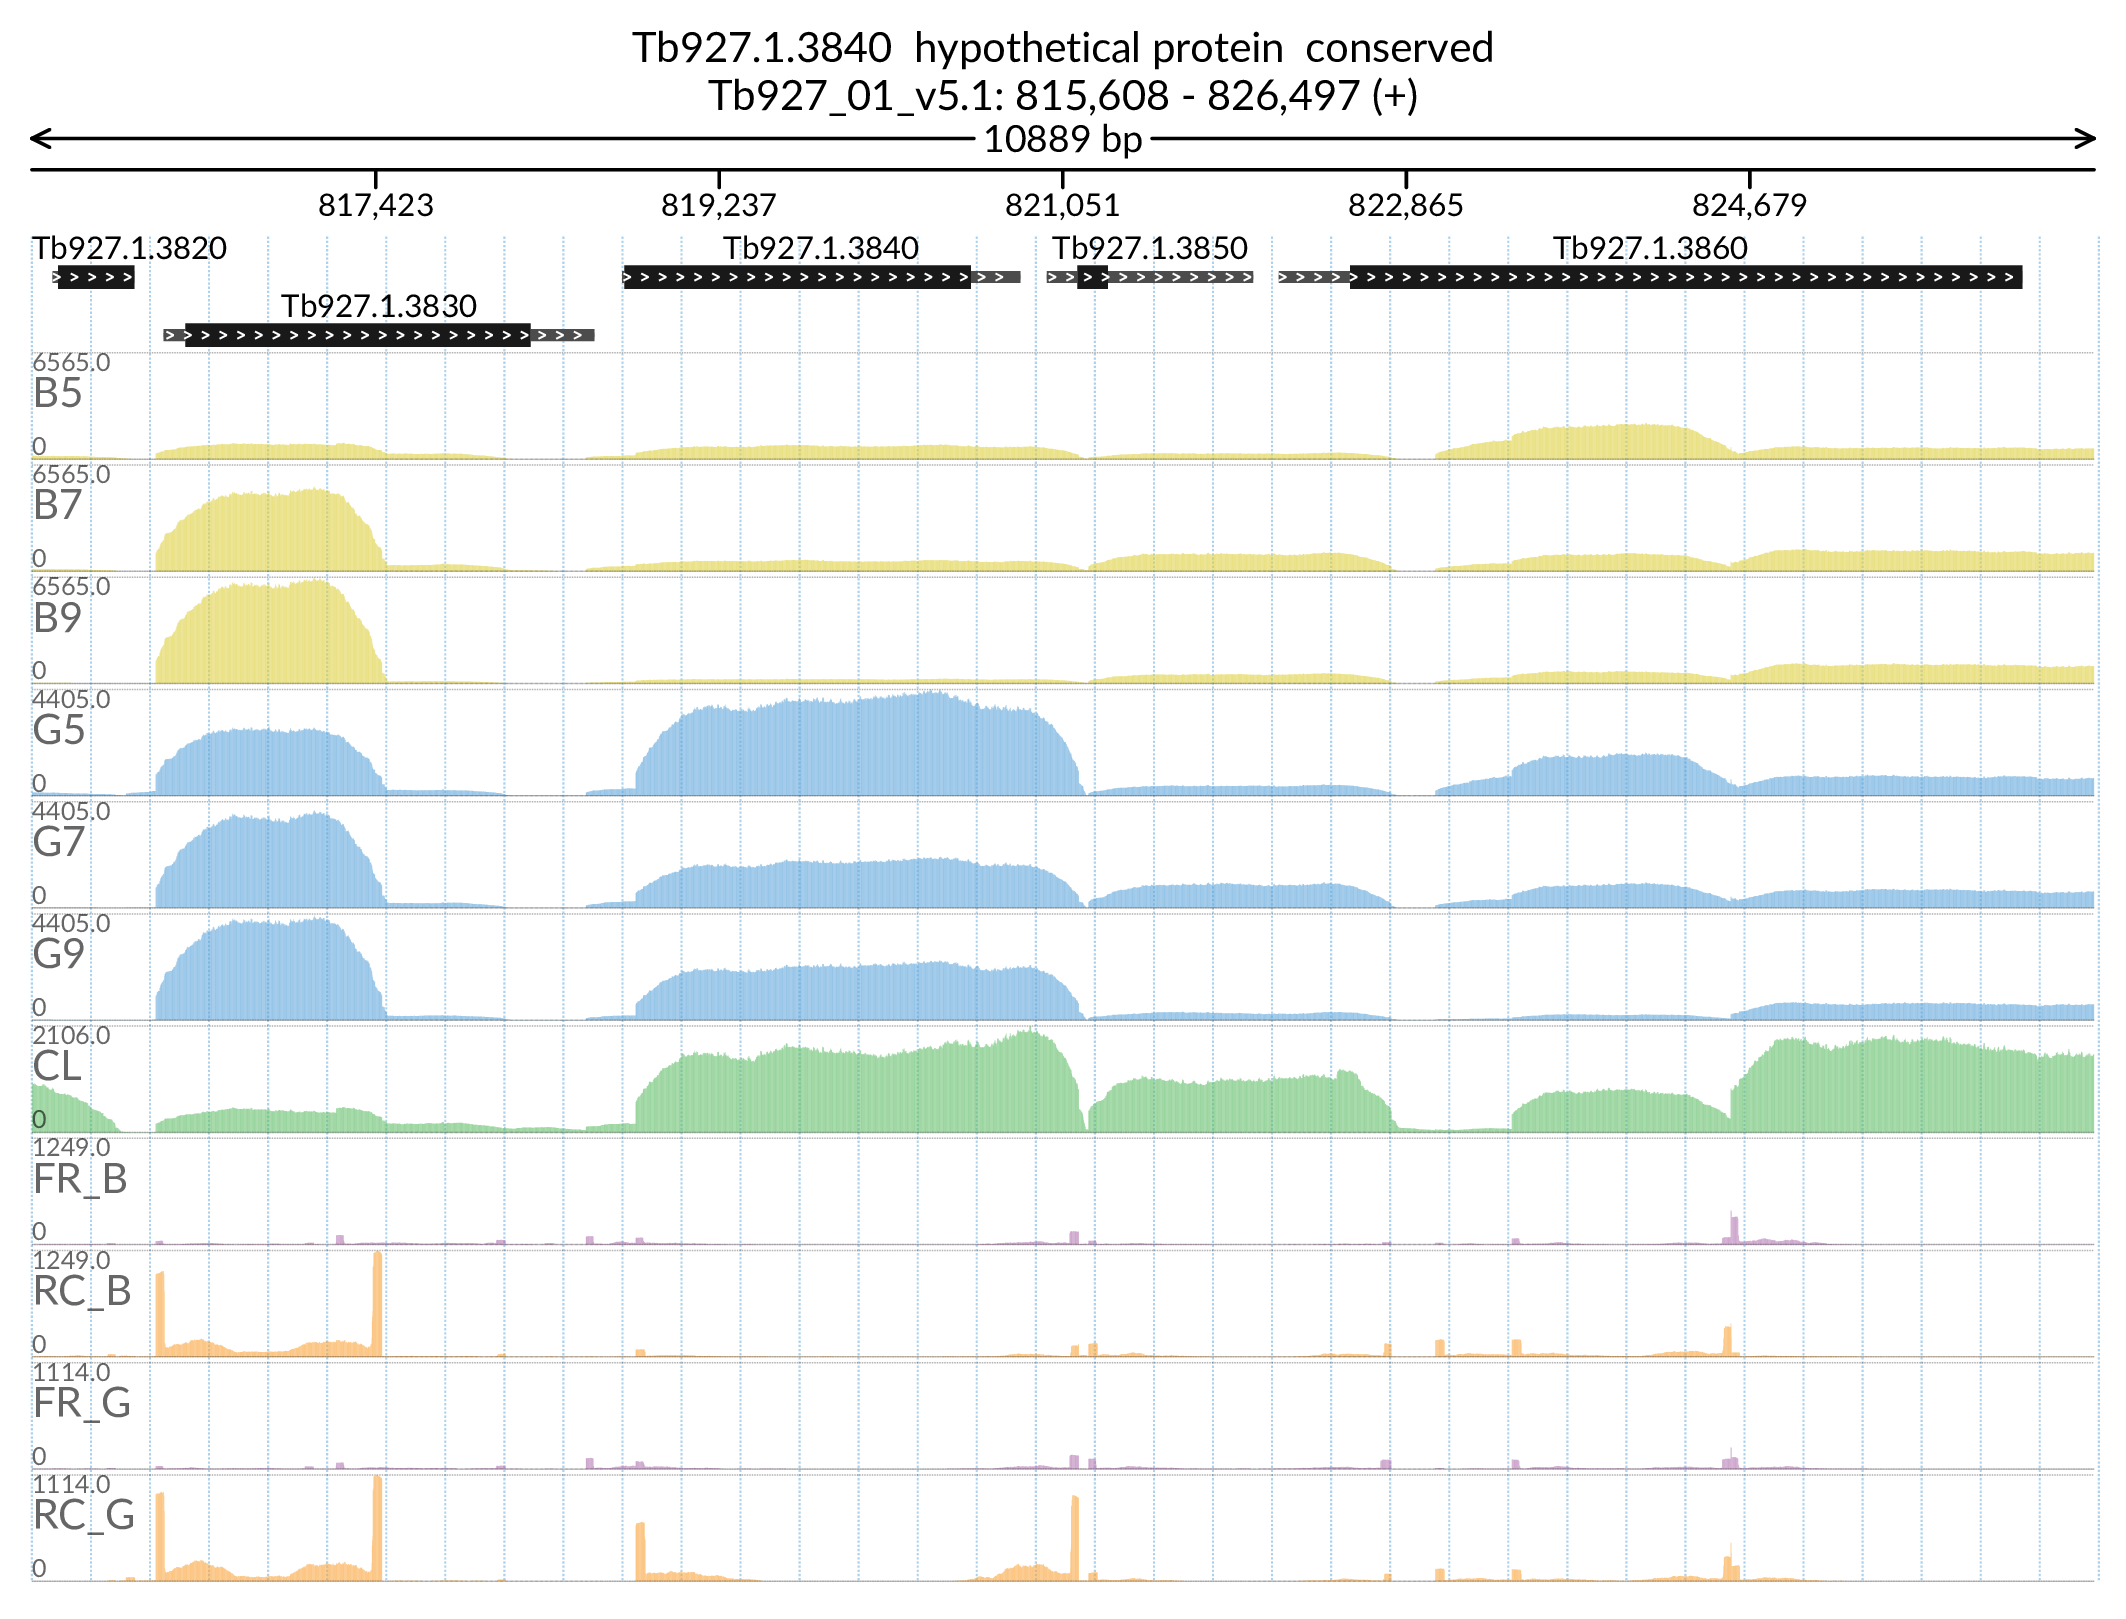 Tb927.1.3840  hypothetical protein  conserved
Tb927_01_v5.1: 815,608 - 826,497 (+)
10889 bp
817,423 819,237 821,051 822,865 824,679
Tb927.1.3820 Tb927.1.3840 Tb927.1.3850 Tb927.1.3860
Tb927.1.3830
6565.0
B5
0
6565.0
B7
0
6565.0
B9
0
4405.0
G5
0
4405.0
G7
0
4405.0
G9
0
2106.0
CL
0
1249.0
FR_B
0
1249.0
RC_B
0
1114.0
FR_G
0
1114.0
RC_G
0